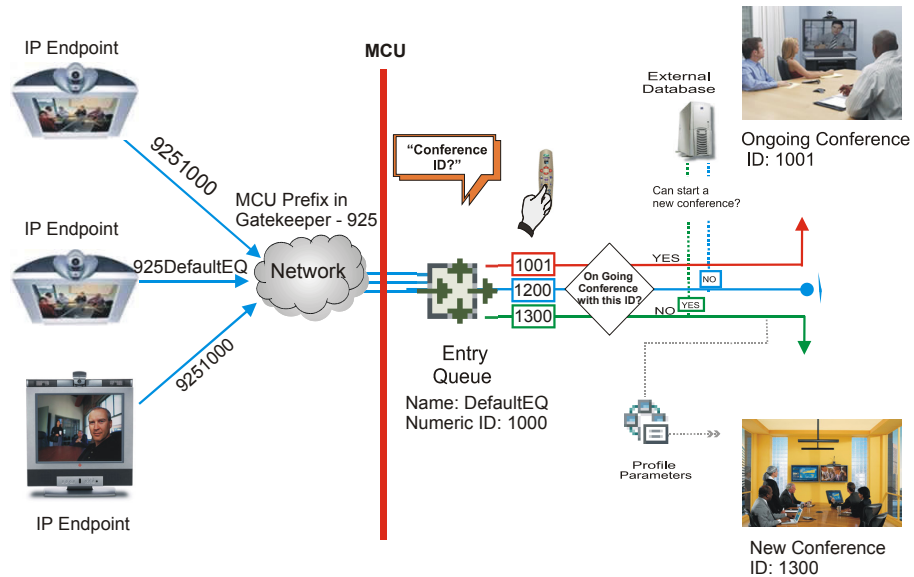 IP Endpoint
MCU
External
Database
"Conference
ID?"
Ongoing Conference
ID: 1001
9251000
MCU Prefix in
Gatekeeper - 925
Can start a
new conference?
IP Endpoint
925DefaultEQ
Network
1001
YES
On Going
Conference
with this ID?
1200
NO
1300
NO
YES
9251000
Entry
Queue
Name: DefaultEQ
Numeric ID: 1000
Profile
Parameters
IP Endpoint
New Conference
ID: 1300